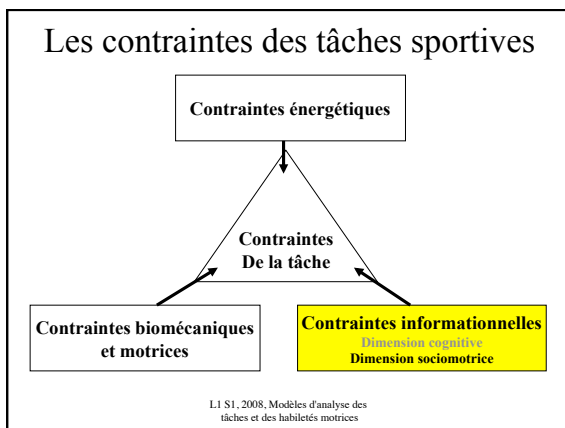 Les contraintes des tâches sportives
Contraintes énergétiques
Contraintes
De la tâche
Contraintes biomécaniques
et motrices
Contraintes informationnelles
Dimension cognitive
Dimension sociomotrice
L1 S1, 2008, Modèles d'analyse des
tâches et des habiletés motrices